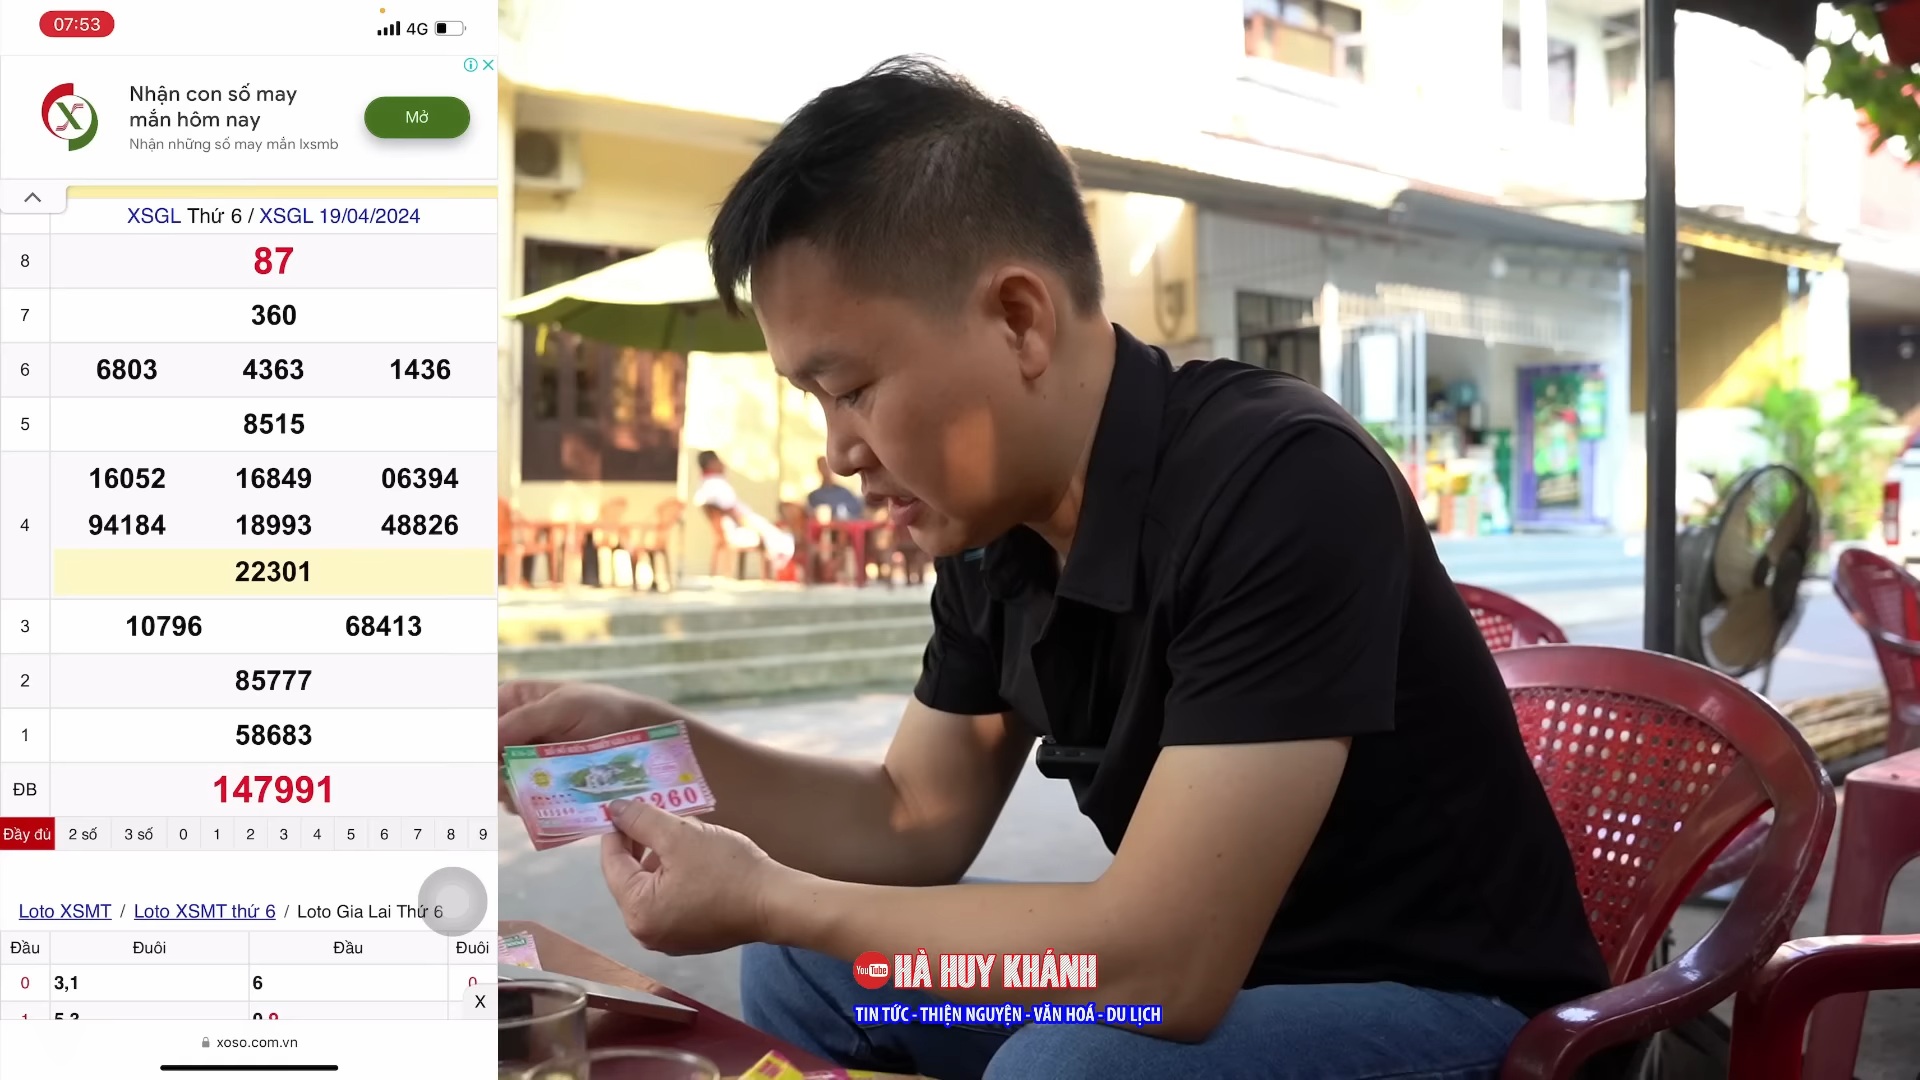 07:53
4G
Nhận con số may
mắn hôm nay
Nhận những số may mắn lxsmb
Mở
XSGL Thứ 6 / XSGL 19/04/2024
8 87
7 360
6 6803 4363 1436
5 8515
4 16052 16849 06394
94184 18993 48826
22301
3 10796 68413
2 85777
1 58683
ĐB 147991
Đầy đủ 2 số 3 số 0 1 2 3 4 5 6 7 8 9
Loto XSMT / Loto XSMT thứ 6 / Loto Gia Lai Thứ 6
Đầu Đuôi Đầu Đuôi
0 3,1 6 0
X
xoso.com.vn
260
YouTube HÀ HUY KHÁNH
TIN TỨC - THIỆN NGUYỆN - VĂN HOÁ - DU LỊCH